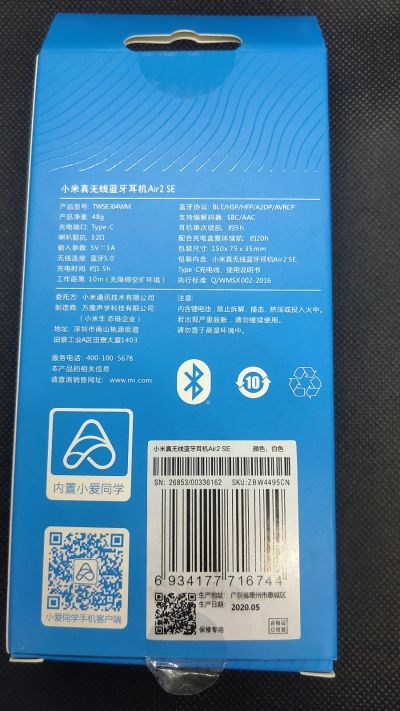 小米真无线蓝牙耳机Air2 SE
产品型号： TWSEJ04WM
产品净重： 48g
充电端口： Type-C
喇叭阻抗： 32Ω
输入参数： 5V⎓1A
无线连接： 蓝牙5.0
充电时间： 约1.5h
工作距离： 10m（无障碍空旷环境）
蓝牙协议： BLE/HSP/HFP/A2DP/AVRCP
支持编解码器： SBC/AAC
耳机单次续航： 约5h
配合充电盒整体续航： 约20h
包装尺寸： 150x75x35mm
包装内含： 小米真无线蓝牙耳机Air2 SE、
Type-C充电线、使用说明书
执行标准： Q/WMSX002-2016
委托方： 小米通讯技术有限公司
制造商： 万魔声学科技有限公司
（小米生态链企业）
地址： 深圳市南山桃源街道
田寮工业A区田寮大厦1403
服务电话： 400-100-5678
本产品的相关信息
请查询销售网站： www.mi.com
注意：
内含锂电池，禁止拆解、撞击、挤压或投入火中。
若出现严重鼓胀，请勿继续使用。
请勿置于高温环境中。
10
内置小爱同学
小爱同学手机客户端
小米真无线蓝牙耳机Air2 SE 颜色：白色
SN: 26853/00336162 SKU:ZBW4495CN
6 934177 716744
生产地址： 广东省惠州市惠城区
生产日期： 2020.05
保修专用
合格证
已检验